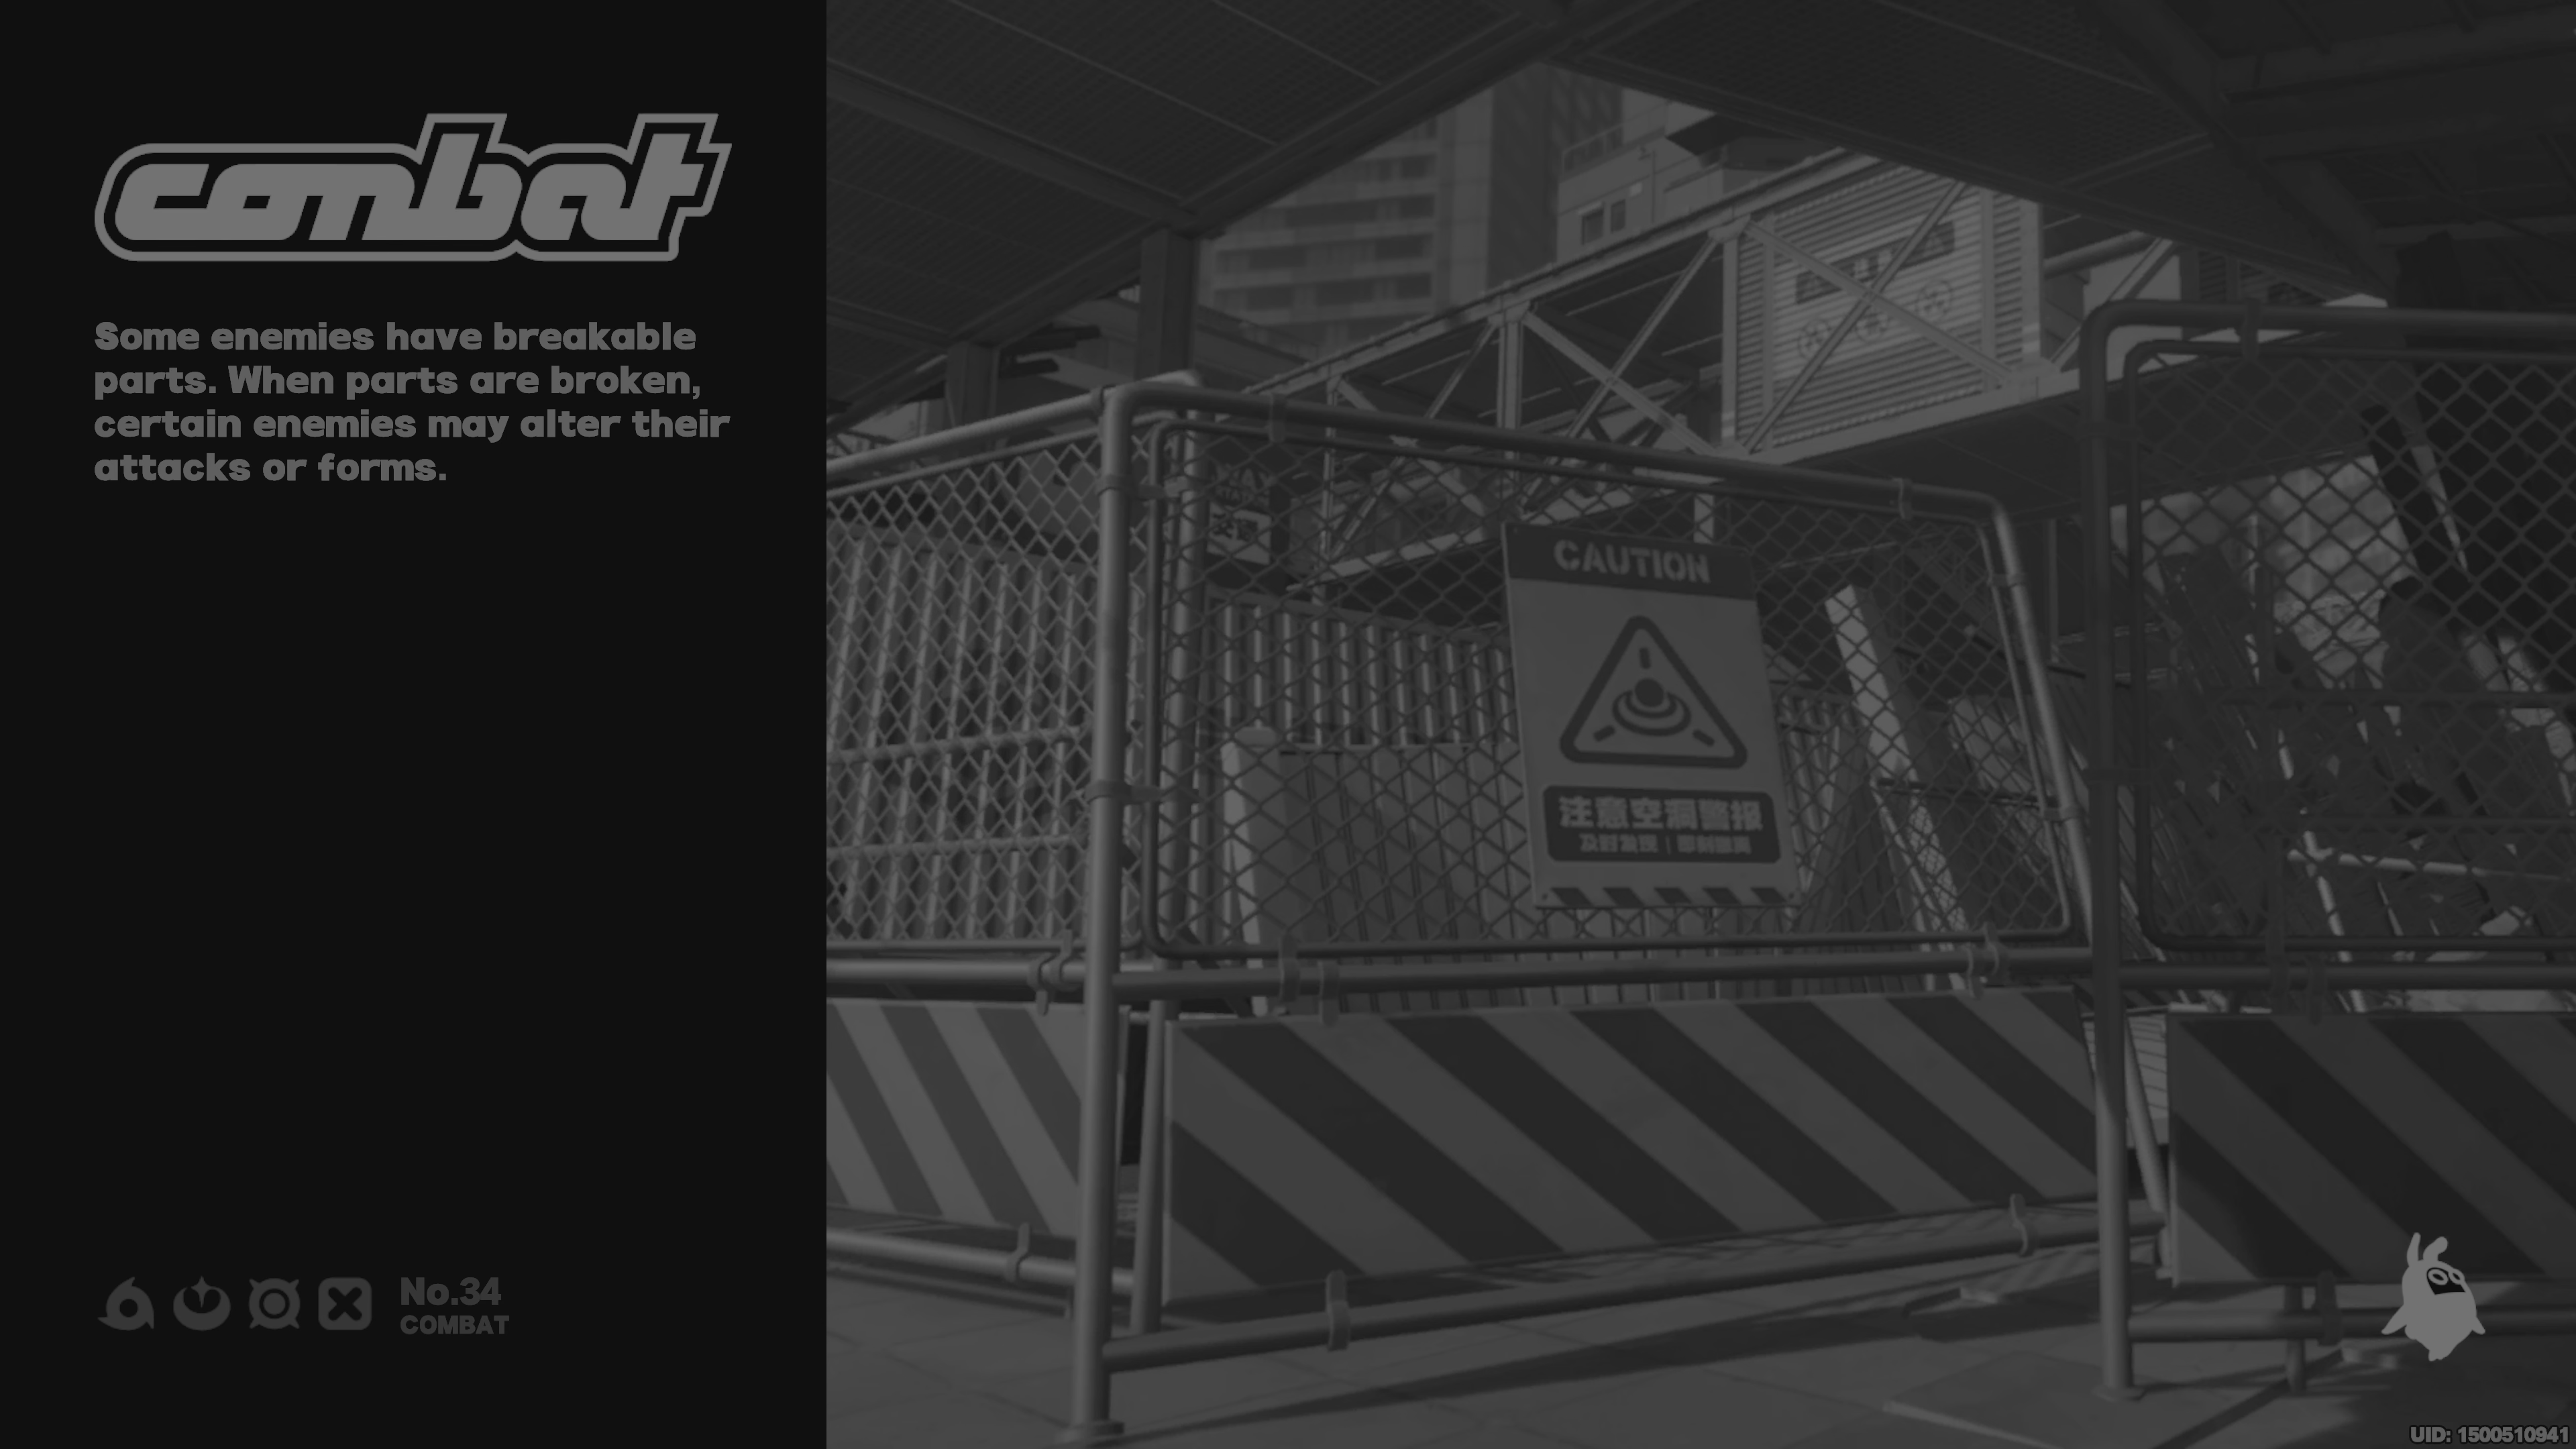 combat
Some enemies have breakable
parts. When parts are broken,
certain enemies may alter their
attacks or forms.
CAUTION
注意空洞警报
No.34
COMBAT
UID: 1500510941